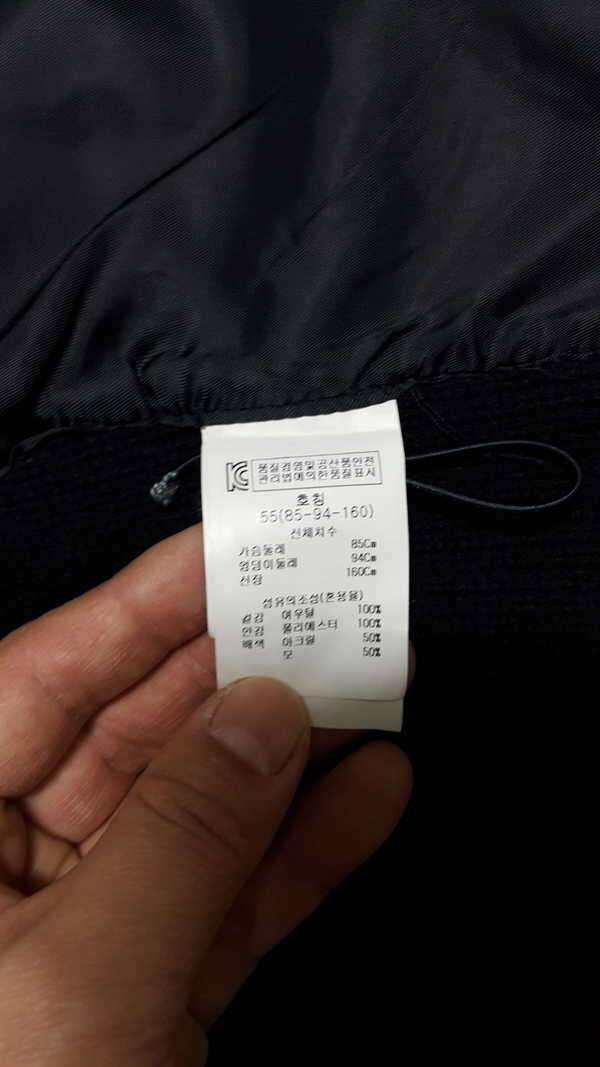 품질경영및공산품안전
관리법에의한품질표시
호칭
55(85-94-160)
신체치수
가슴둘레 85Cm
엉덩이둘레 94Cm
신장 160Cm
섬유의조성(혼용율)
겉감 여우털 100%
안감 폴리에스터 100%
배색 아크릴 50%
모 50%